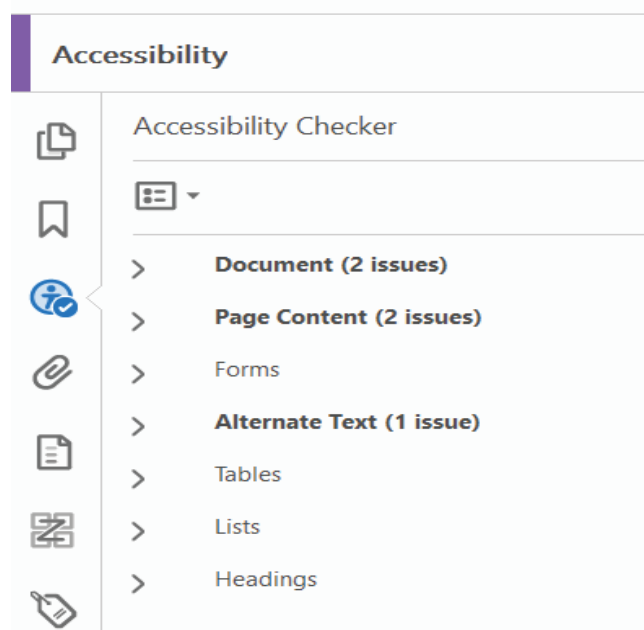 Accessibility
Accessibility Checker
Document (2 issues)
Page Content (2 issues)
Forms
Alternate Text (1 issue)
Tables
Lists
Headings